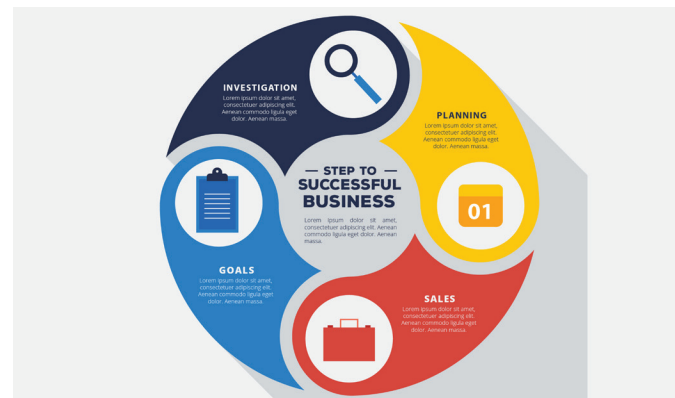 INVESTIGATION
Lorem ipsum dolor sit amet,
consectetuer adipiscing elit.
Aenean commodo ligula eget
dolor. Aenean massa.
PLANNING
Lorem ipsum dolor sit amet,
consectetuer adipiscing elit.
Aenean commodo ligula eget
dolor. Aenean massa.
— STEP TO —
SUCCESSFUL
BUSINESS
Lorem ipsum dolor sit amet,
consectetuer adipiscing elit. Aenean
commodo ligula eget dolor. Aenean
massa.
01
GOALS
Lorem ipsum dolor sit amet,
consectetuer adipiscing elit.
Aenean commodo ligula eget
dolor. Aenean massa.
SALES
Lorem ipsum dolor sit amet,
consectetuer adipiscing elit.
Aenean commodo ligula eget
dolor. Aenean massa.